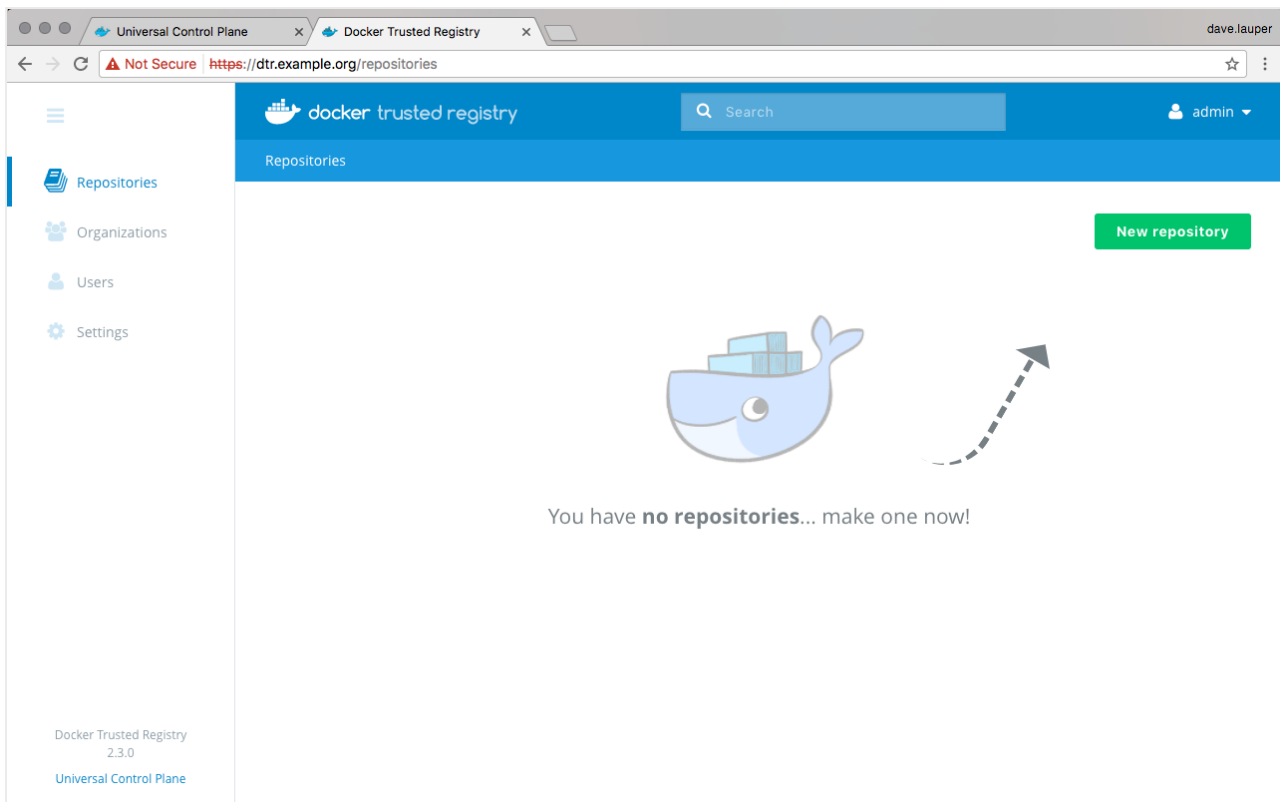 Universal Control Plane
Docker Trusted Registry
dave.lauper
Not Secure https://dtr.example.org/repositories
docker trusted registry
Search
admin
Repositories
Repositories
Organizations
Users
Settings
New repository
You have no repositories... make one now!
Docker Trusted Registry
2.3.0
Universal Control Plane